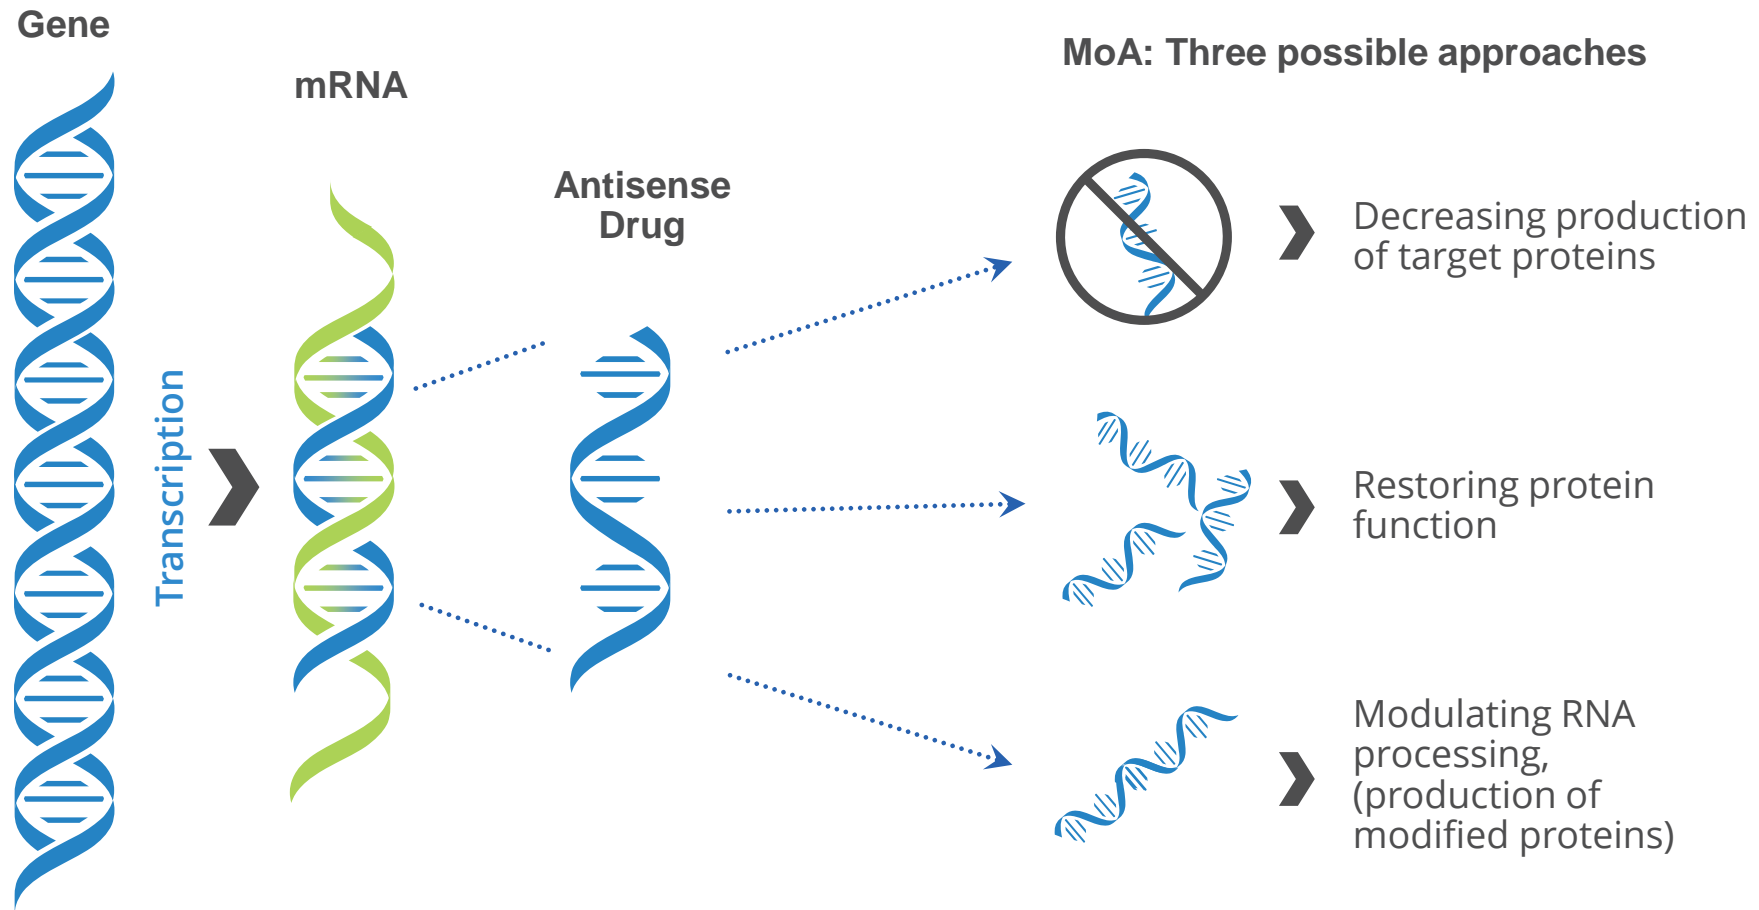 Gene
mRNA
Transcription
Antisense
Drug
MoA: Three possible approaches
Decreasing production
of target proteins
Restoring protein
function
Modulating RNA
processing,
(production of
modified proteins)